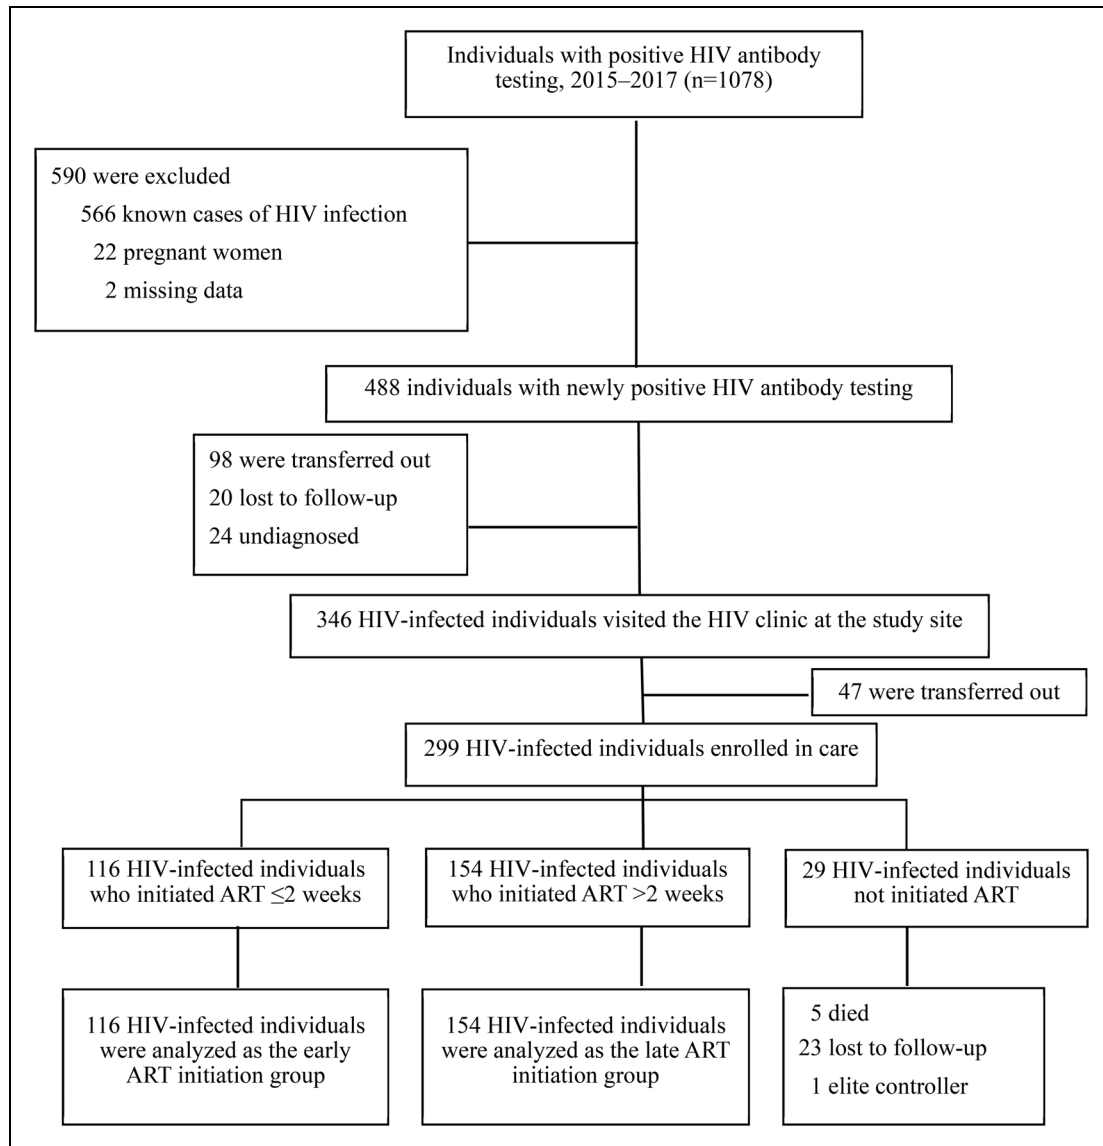 Individuals with positive HIV antibody
testing, 2015–2017 (n=1078)
590 were excluded
566 known cases of HIV infection
22 pregnant women
2 missing data
488 individuals with newly positive HIV antibody testing
98 were transferred out
20 lost to follow-up
24 undiagnosed
346 HIV-infected individuals visited the HIV clinic at the study site
47 were transferred out
299 HIV-infected individuals enrolled in care
116 HIV-infected individuals
who initiated ART ≤2 weeks
154 HIV-infected individuals
who initiated ART >2 weeks
29 HIV-infected individuals
not initiated ART
116 HIV-infected individuals
were analyzed as the early
ART initiation group
154 HIV-infected individuals
were analyzed as the late ART
initiation group
5 died
23 lost to follow-up
1 elite controller